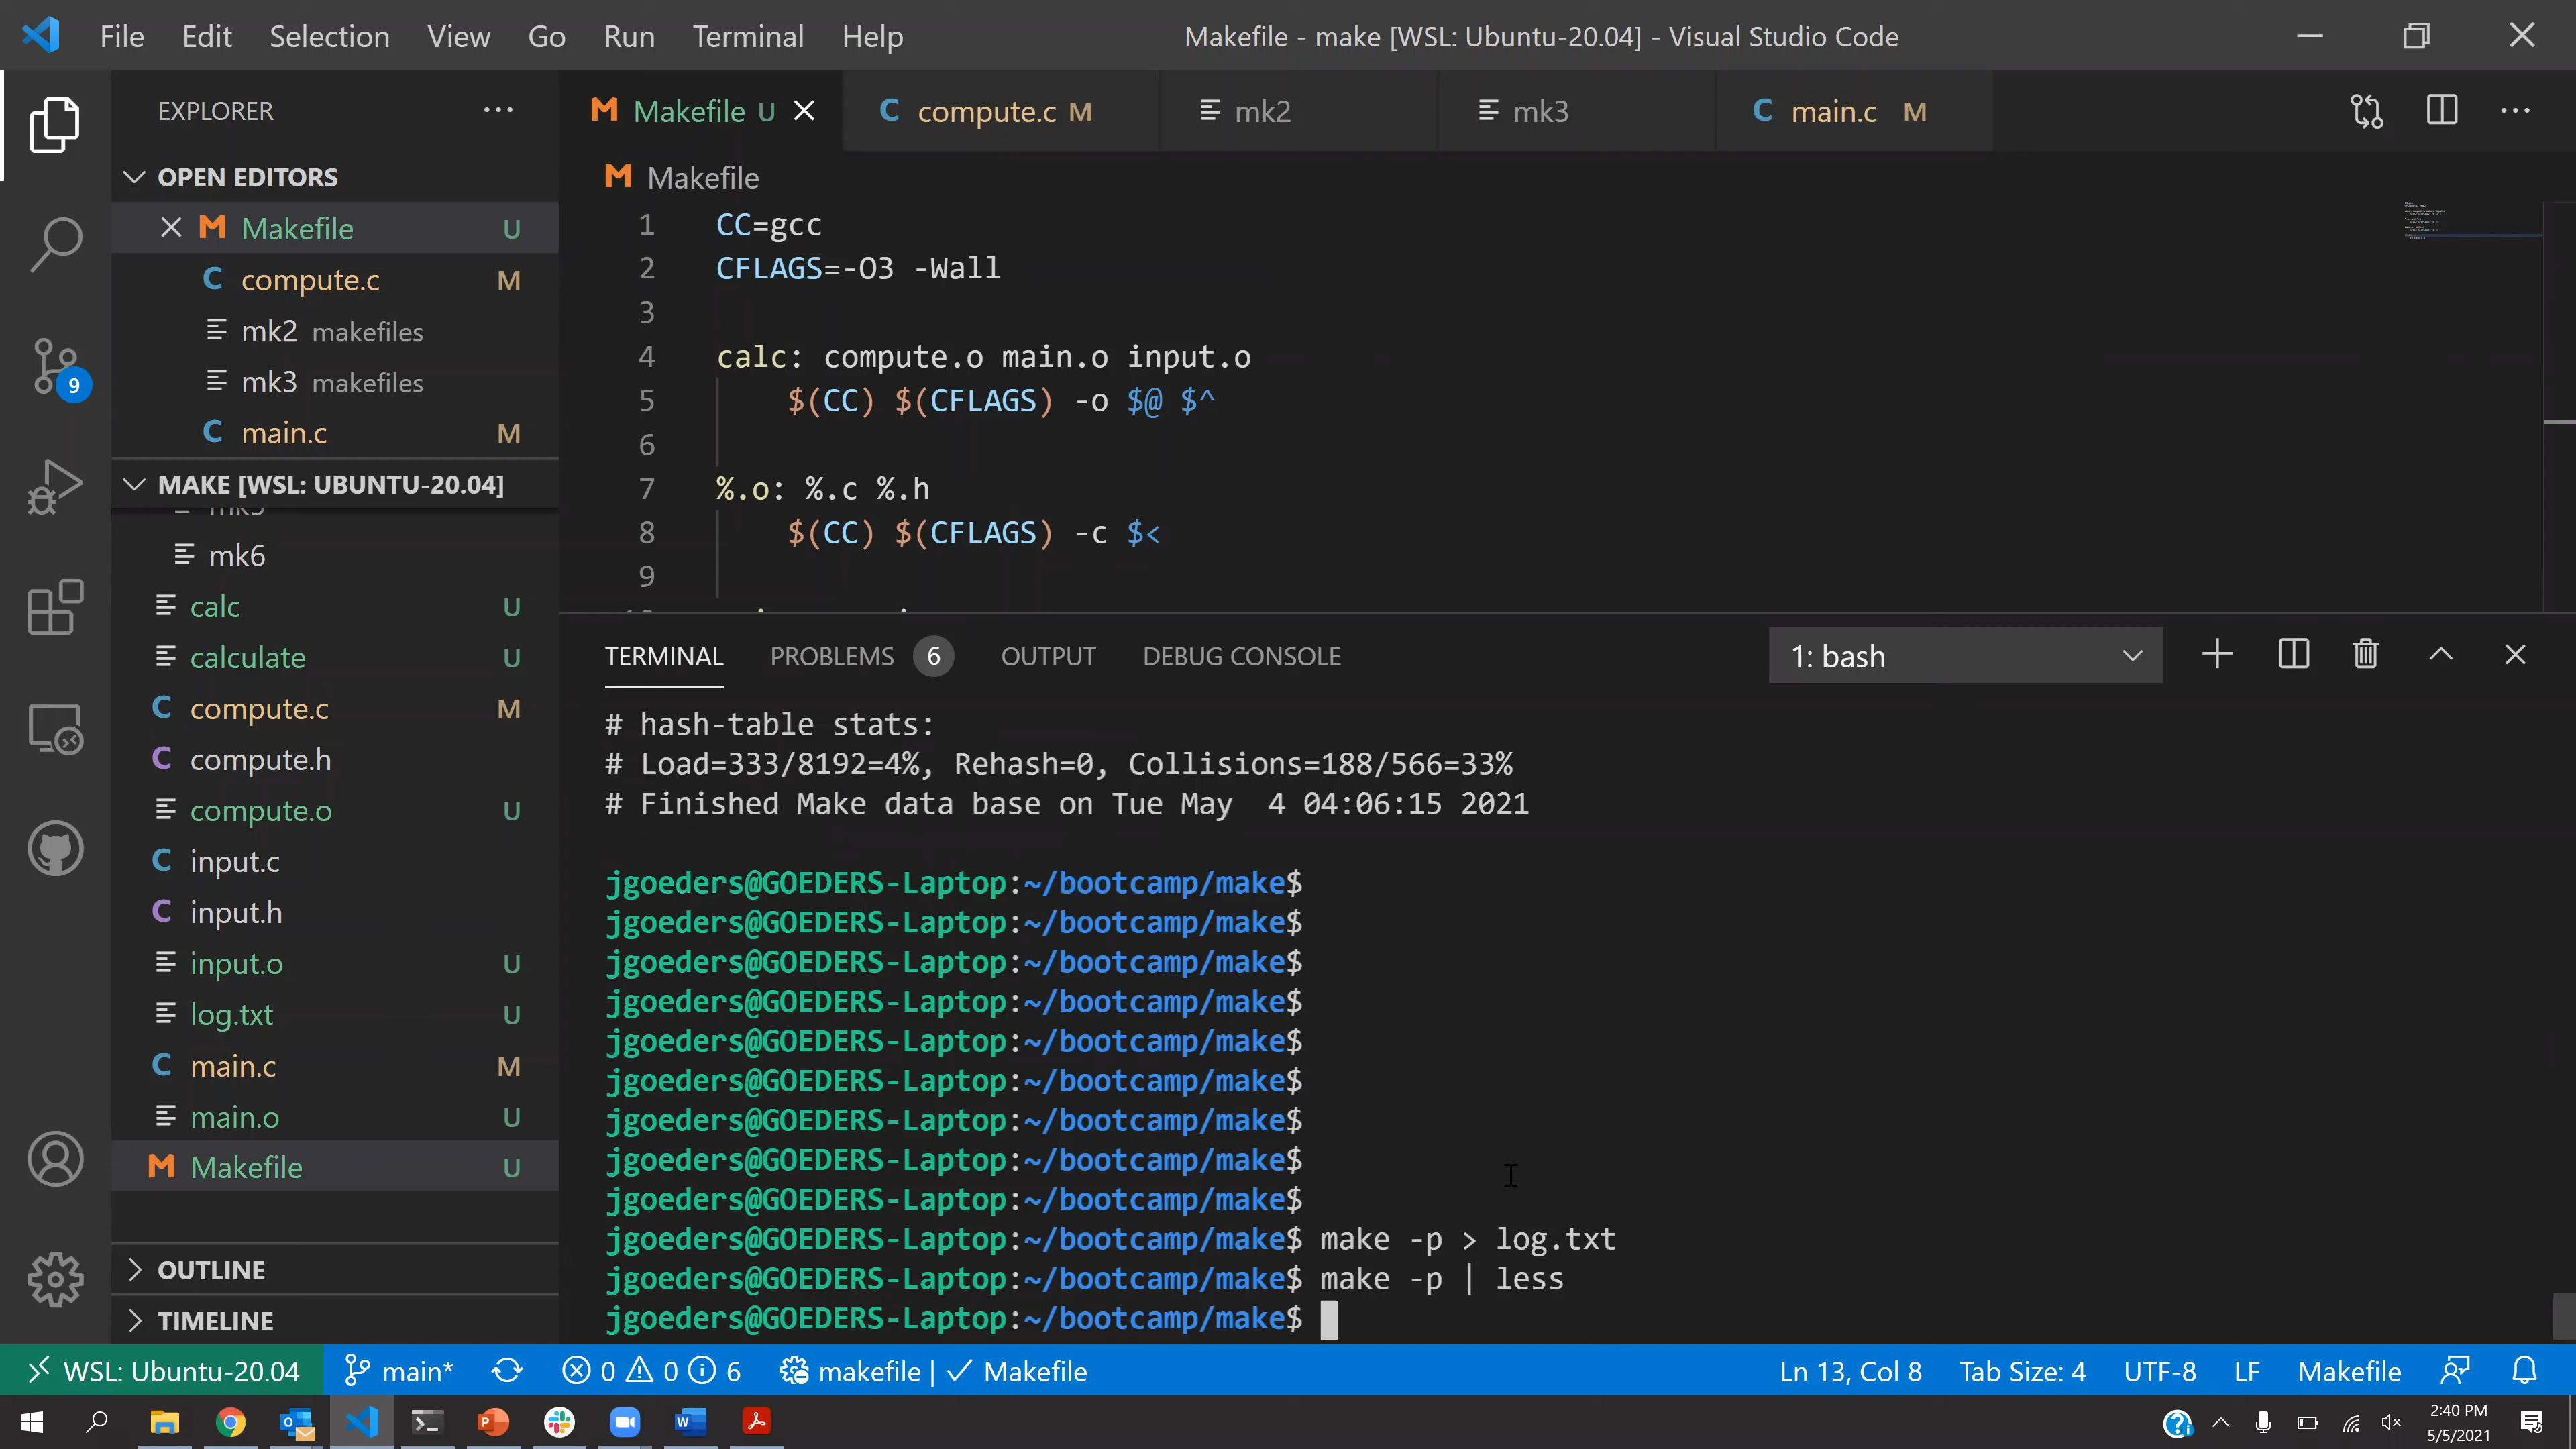 File Edit Selection View Go Run Terminal Help Makefile - make [WSL: Ubuntu-20.04] - Visual Studio Code
EXPLORER
OPEN EDITORS
Makefile U
compute.c M
mk2 makefiles
mk3 makefiles
main.c M
MAKE [WSL: UBUNTU-20.04]
mk6
calc U
calculate U
compute.c M
compute.h
compute.o U
input.c
input.h
input.o U
log.txt U
main.c M
main.o U
Makefile U
OUTLINE
TIMELINE
9
Makefile U compute.c M mk2 mk3 main.c M
Makefile
1 CC=gcc
2 CFLAGS=-O3 -Wall
3
4 calc: compute.o main.o input.o
5 $(CC) $(CFLAGS) -o $@ $^
6
7 %.o: %.c %.h
8 $(CC) $(CFLAGS) -c $<
9
TERMINAL PROBLEMS 6 OUTPUT DEBUG CONSOLE 1: bash
# hash-table stats:
# Load=333/8192=4%, Rehash=0, Collisions=188/566=33%
# Finished Make data base on Tue May  4 04:06:15 2021
jgoeders@GOEDERS-Laptop:~/bootcamp/make$
jgoeders@GOEDERS-Laptop:~/bootcamp/make$
jgoeders@GOEDERS-Laptop:~/bootcamp/make$
jgoeders@GOEDERS-Laptop:~/bootcamp/make$
jgoeders@GOEDERS-Laptop:~/bootcamp/make$
jgoeders@GOEDERS-Laptop:~/bootcamp/make$
jgoeders@GOEDERS-Laptop:~/bootcamp/make$
jgoeders@GOEDERS-Laptop:~/bootcamp/make$
jgoeders@GOEDERS-Laptop:~/bootcamp/make$
jgoeders@GOEDERS-Laptop:~/bootcamp/make$ make -p > log.txt
jgoeders@GOEDERS-Laptop:~/bootcamp/make$ make -p | less
jgoeders@GOEDERS-Laptop:~/bootcamp/make$
WSL: Ubuntu-20.04 main* 0 0 6 makefile | Makefile Ln 13, Col 8 Tab Size: 4 UTF-8 LF Makefile
2:40 PM
5/5/2021